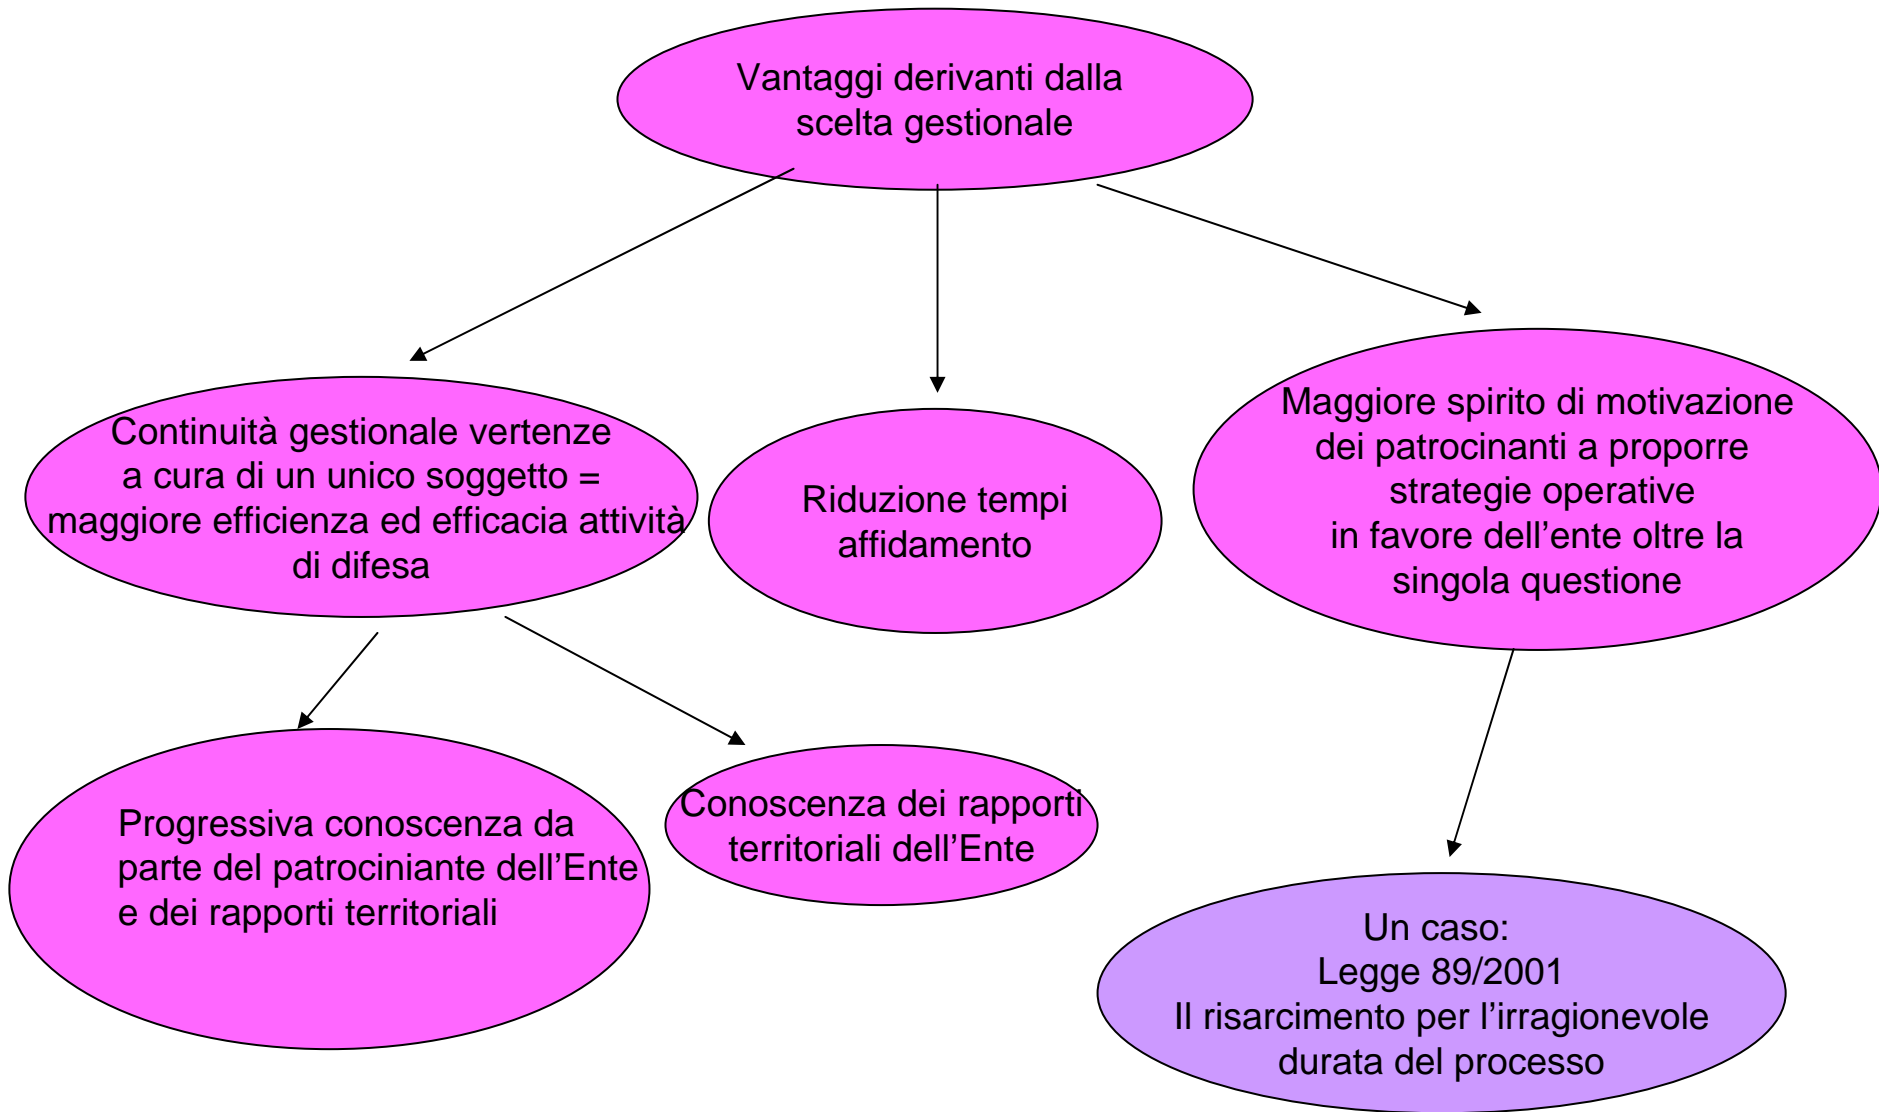 Vantaggi derivanti dalla
scelta gestionale
Continuità gestionale vertenze
a cura di un unico soggetto =
maggiore efficienza ed efficacia attività
di difesa
Riduzione tempi
affidamento
Maggiore spirito di motivazione
dei patrocinanti a proporre
strategie operative
in favore dell’ente oltre la
singola questione
Progressiva conoscenza da
parte del patrociniante dell’Ente
e dei rapporti territoriali
Conoscenza dei rapporti
territoriali dell’Ente
Un caso:
Legge 89/2001
Il risarcimento per l’irragionevole
durata del processo